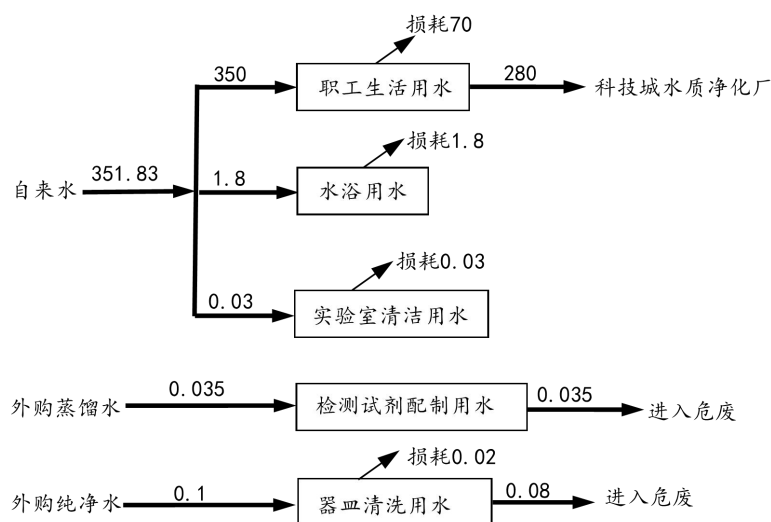 损耗70
350
职工生活用水
280
科技城水质净化厂
损耗1.8
自来水
351.83
1.8
水浴用水
损耗0.03
0.03
实验室清洁用水
外购蒸馏水
0.035
检测试剂配制用水
0.035
进入危废
损耗0.02
外购纯净水
0.1
器皿清洗用水
0.08
进入危废